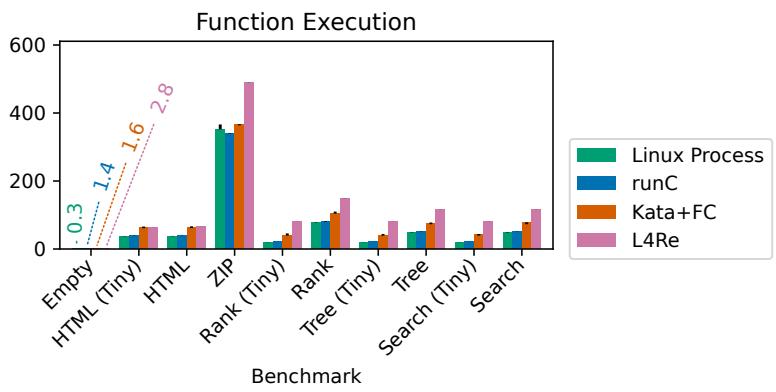 Function Execution
600
400
200
0
0.3
1.4
1.6
2.8
Empty
HTML (Tiny)
HTML
ZIP
Rank (Tiny)
Rank
Tree (Tiny)
Tree
Search (Tiny)
Search
Benchmark
Linux Process
runC
Kata+FC
L4Re